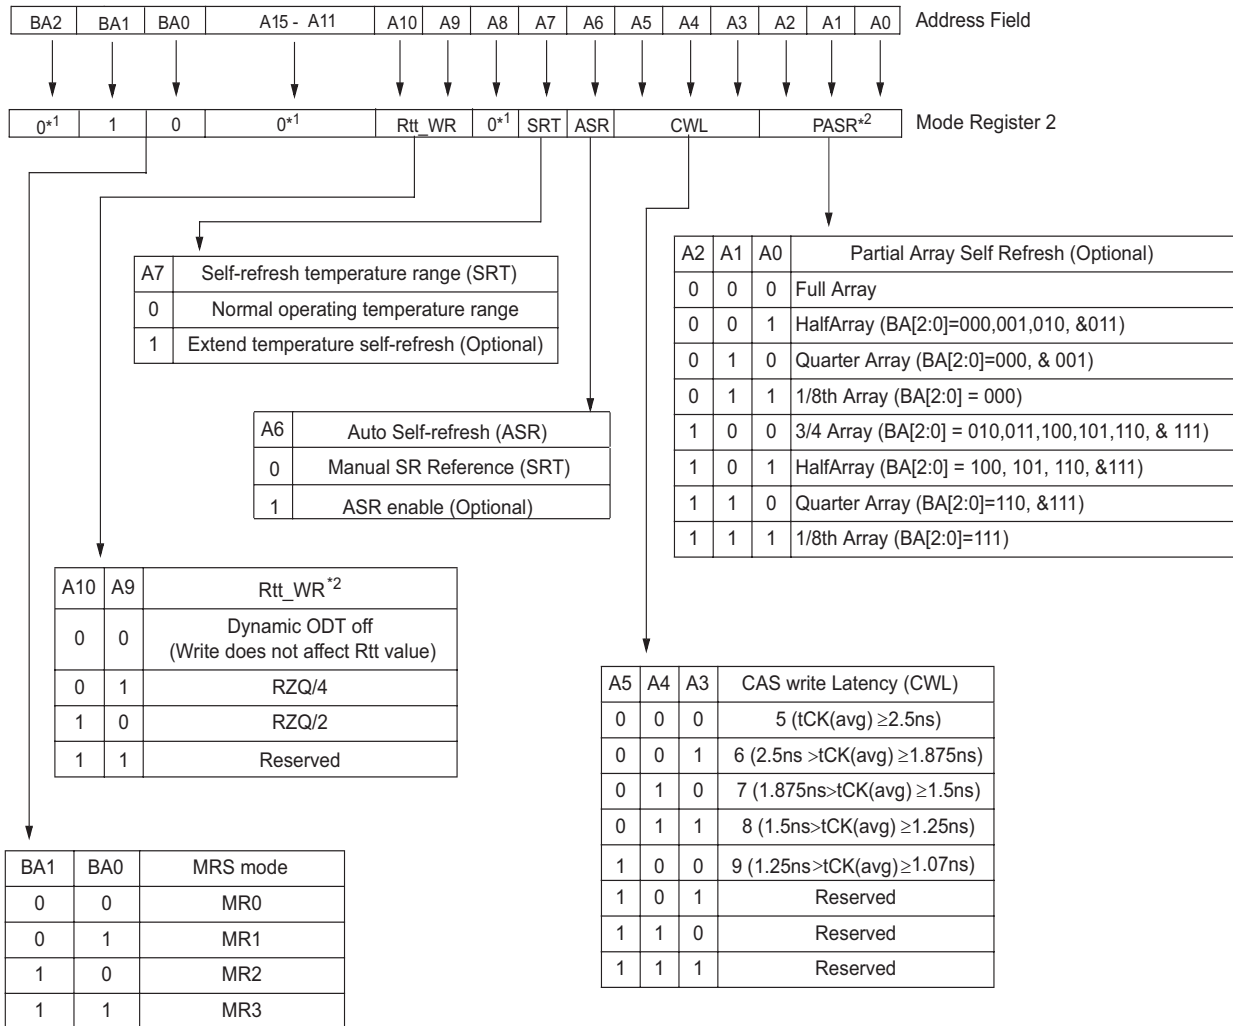 BA2 BA1 BA0 A15 - A11 A10 A9 A8 A7 A6 A5 A4 A3 A2 A1 A0 Address Field
0*1 1 0 0*1 Rtt_WR 0*1 SRT ASR CWL PASR*2 Mode Register 2
A7 Self-refresh temperature range (SRT)
0 Normal operating temperature range
1 Extend temperature self-refresh (Optional)
A2 A1 A0 Partial Array Self Refresh (Optional)
0 0 0 Full Array
0 0 1 HalfArray (BA[2:0]=000,001,010, &011)
0 1 0 Quarter Array (BA[2:0]=000, & 001)
0 1 1 1/8th Array (BA[2:0] = 000)
1 0 0 3/4 Array (BA[2:0] = 010,011,100,101,110, & 111)
1 0 1 HalfArray (BA[2:0] = 100, 101, 110, &111)
1 1 0 Quarter Array (BA[2:0]=110, &111)
1 1 1 1/8th Array (BA[2:0]=111)
A6 Auto Self-refresh (ASR)
0 Manual SR Reference (SRT)
1 ASR enable (Optional)
A10 A9 Rtt_WR*2
0 0 Dynamic ODT off
(Write does not affect Rtt value)
0 1 RZQ/4
1 0 RZQ/2
1 1 Reserved
A5 A4 A3 CAS write Latency (CWL)
0 0 0 5 (tCK(avg) ≥2.5ns)
0 0 1 6 (2.5ns >tCK(avg) ≥1.875ns)
0 1 0 7 (1.875ns>tCK(avg) ≥1.5ns)
0 1 1 8 (1.5ns>tCK(avg) ≥1.25ns)
1 0 0 9 (1.25ns>tCK(avg) ≥1.07ns)
1 0 1 Reserved
1 1 0 Reserved
1 1 1 Reserved
BA1 BA0 MRS mode
0 0 MR0
0 1 MR1
1 0 MR2
1 1 MR3